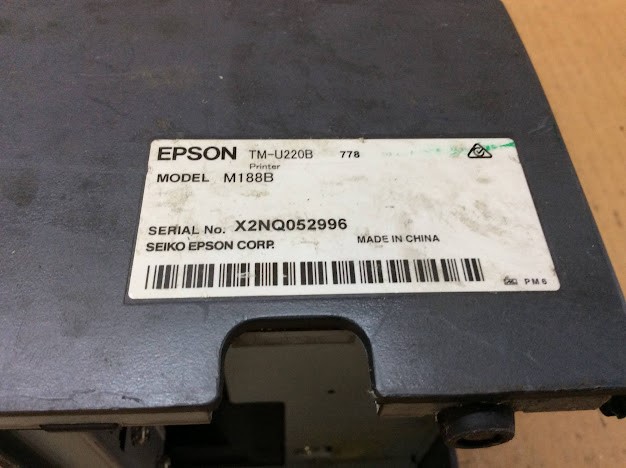 EPSON TM-U220B 778
Printer
MODEL M188B
SERIAL No. X2NQ052996
SEIKO EPSON CORP. MADE IN CHINA
PM6